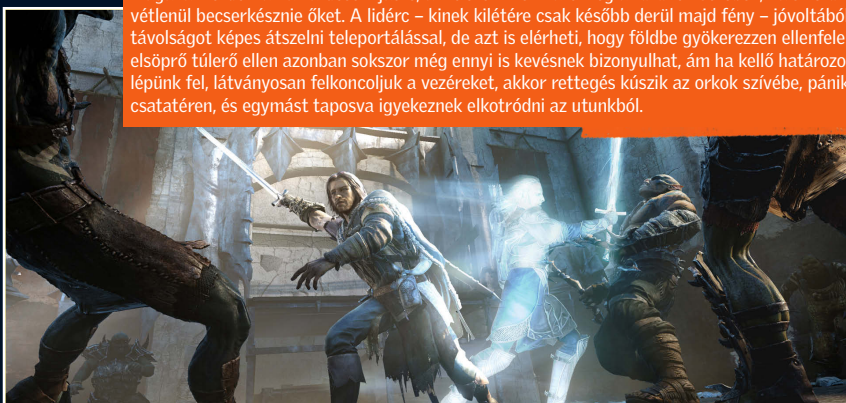 vétlenül becserkésznie őket. A lidérc – kinek kilétére csak később derül majd fény – jóvoltából
távolságot képes átszelni teleportálással, de azt is elérheti, hogy földbe gyökerezzen ellenfele
elsöprő túlerő ellen azonban sokszor még ennyi is kevésnek bizonyulhat, ám ha kellő határozo
lépünk fel, látványosan felkoncoljuk a vezéreket, akkor rettegés kúszik az orkok szívébe, pánik
csatatéren, és egymást taposva igyekeznek elkotródni az utunkból.